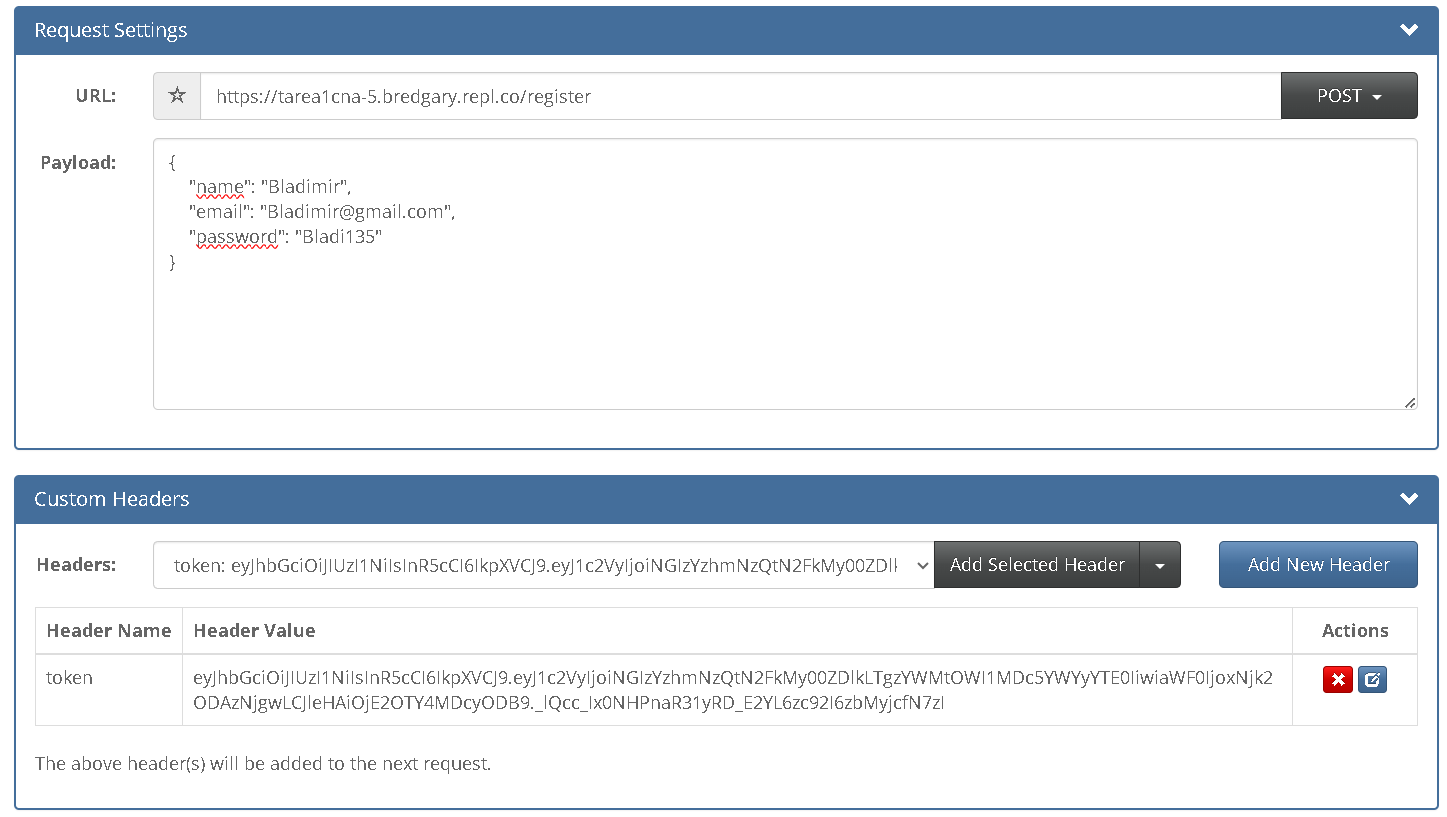 Request Settings
URL:
https://tarea1cna-5.bredgary.repl.co/register
POST
Payload:
{
"name": "Bladimir",
"email": "Bladimir@gmail.com",
"password": "Bladi135"
}
Custom Headers
Headers:
token: eyJhbGciOiJIUzI1NiIsInR5cCI6IkpXVCJ9.eyJ1c2VyIjoiNGIzYzhmNzQtN2FkMy00ZDlk
Add Selected Header
Add New Header
Header Name
Header Value
Actions
token
eyJhbGciOiJIUzI1NiIsInR5cCI6IkpXVCJ9.eyJ1c2VyIjoiNGIzYzhmNzQtN2FkMy00ZDlkLTgzYWMtOWI1MDc5YWYyYTE0IiwiaWF0IjoxNjk2
ODAzNjgwLCJleHAiOjE2OTY4MDcyODB9._lQcc_Ix0NHPnaR31yRD_E2YL6zc92I6zbMyjcfN7zI
The above header(s) will be added to the next request.